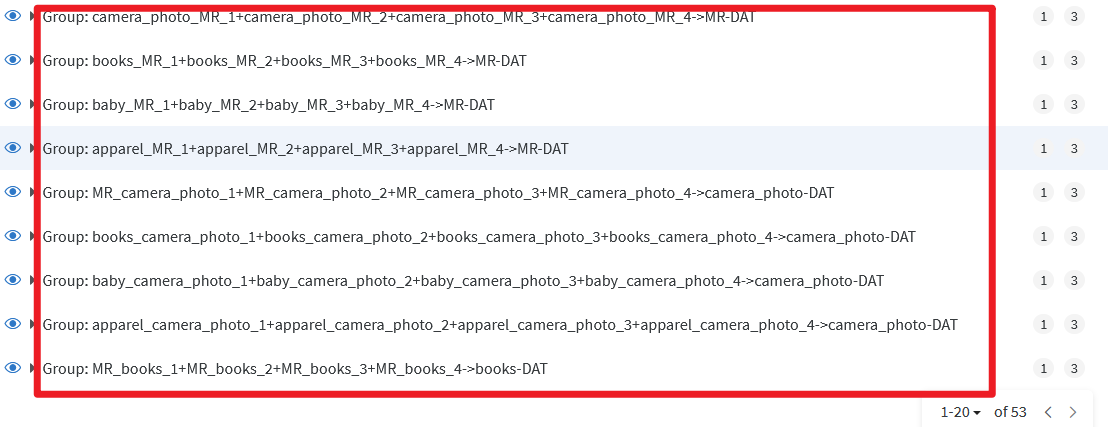 Group: camera_photo_MR_1+camera_photo_MR_2+camera_photo_MR_3+camera_photo_MR_4->MR-DAT 1 3
Group: books_MR_1+books_MR_2+books_MR_3+books_MR_4->MR-DAT 1 3
Group: baby_MR_1+baby_MR_2+baby_MR_3+baby_MR_4->MR-DAT 1 3
Group: apparel_MR_1+apparel_MR_2+apparel_MR_3+apparel_MR_4->MR-DAT 1 3
Group: MR_camera_photo_1+MR_camera_photo_2+MR_camera_photo_3+MR_camera_photo_4->camera_photo-DAT 1 3
Group: books_camera_photo_1+books_camera_photo_2+books_camera_photo_3+books_camera_photo_4->camera_photo-DAT 1 3
Group: baby_camera_photo_1+baby_camera_photo_2+baby_camera_photo_3+baby_camera_photo_4->camera_photo-DAT 1 3
Group: apparel_camera_photo_1+apparel_camera_photo_2+apparel_camera_photo_3+apparel_camera_photo_4->camera_photo-DAT 1 3
Group: MR_books_1+MR_books_2+MR_books_3+MR_books_4->books-DAT 1 3
1-20 of 53